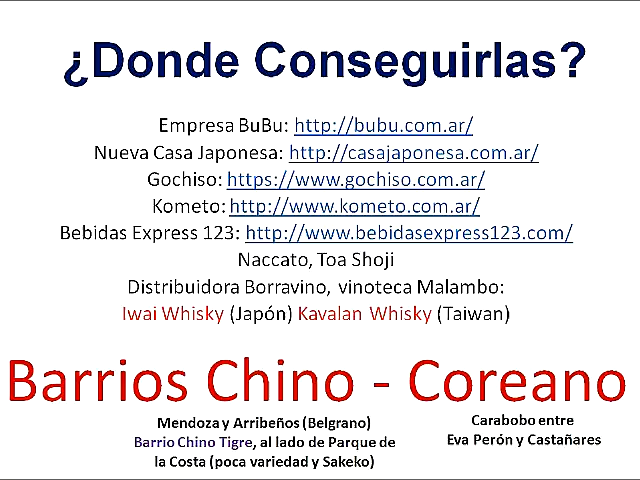 ¿Donde Conseguirlas?
Empresa BuBu: http://bubu.com.ar/
Nueva Casa Japonesa: http://casajaponesa.com.ar/
Gochiso: https://www.gochiso.com.ar/
Kometo: http://www.kometo.com.ar/
Bebidas Express 123: http://www.bebidasexpress123.com/
Naccato, Toa Shoji
Distribuidora Borravino, vinoteca Malambo:
Iwai Whisky (Japón) Kavalan Whisky (Taiwan)
Barrios Chino - Coreano
Mendoza y Arribeños (Belgrano)
Barrio Chino Tigre, al lado de Parque de
la Costa (poca variedad y Sakeko)
Carabobo entre
Eva Perón y Castañares